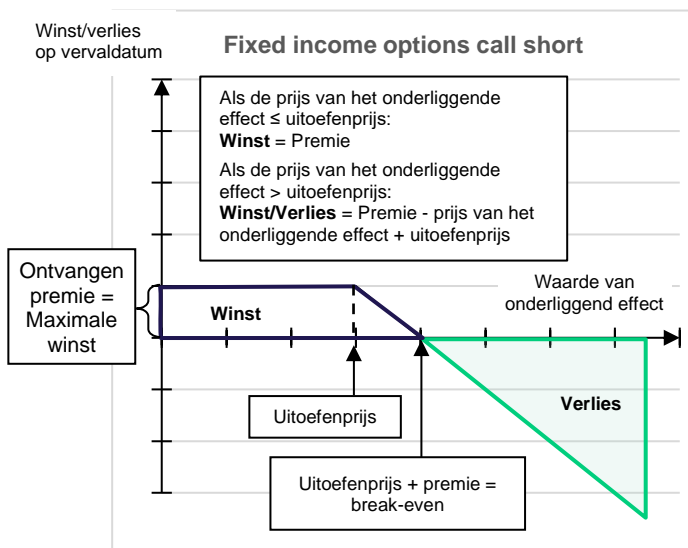 Winst/verlies
op vervaldatum
Fixed income options call short
Als de prijs van het onderliggende
effect ≤ uitoefenprijs:
Winst = Premie
Als de prijs van het onderliggende
effect > uitoefenprijs:
Winst/Verlies = Premie - prijs van het
onderliggende effect + uitoefenprijs
Ontvangen
premie =
Maximale
winst
Winst
Waarde van
onderliggend effect
Verlies
Uitoefenprijs
Uitoefenprijs + premie =
break-even